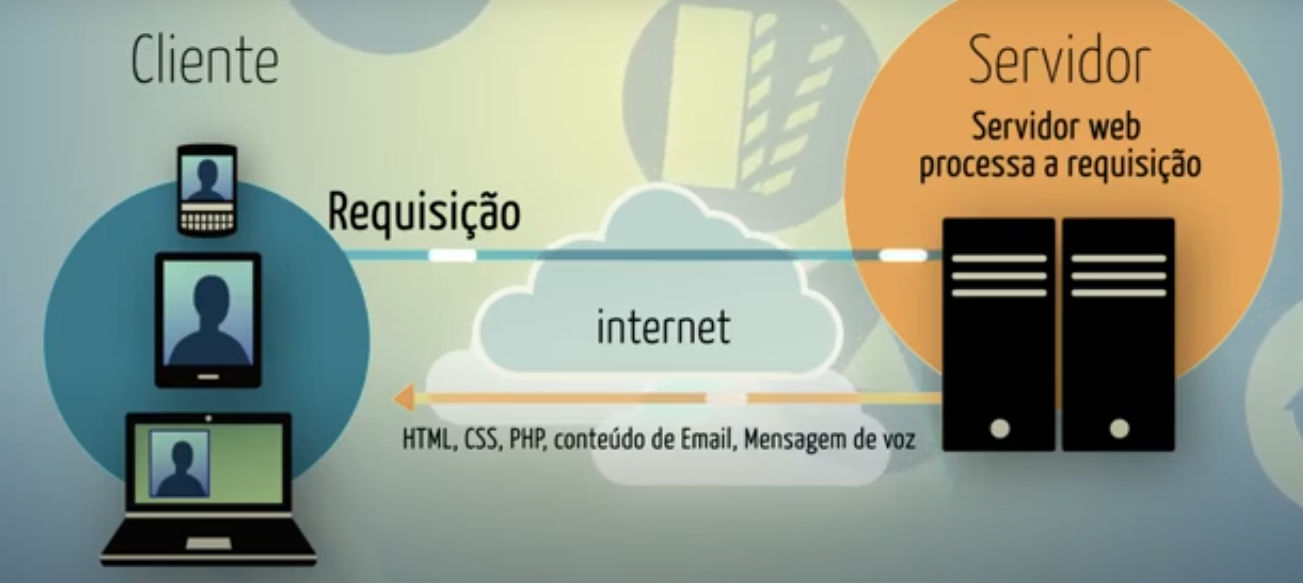 Cliente
Servidor
Servidor web
processa a requisição
Requisição
internet
HTML, CSS, PHP, conteúdo de Email, Mensagem de voz